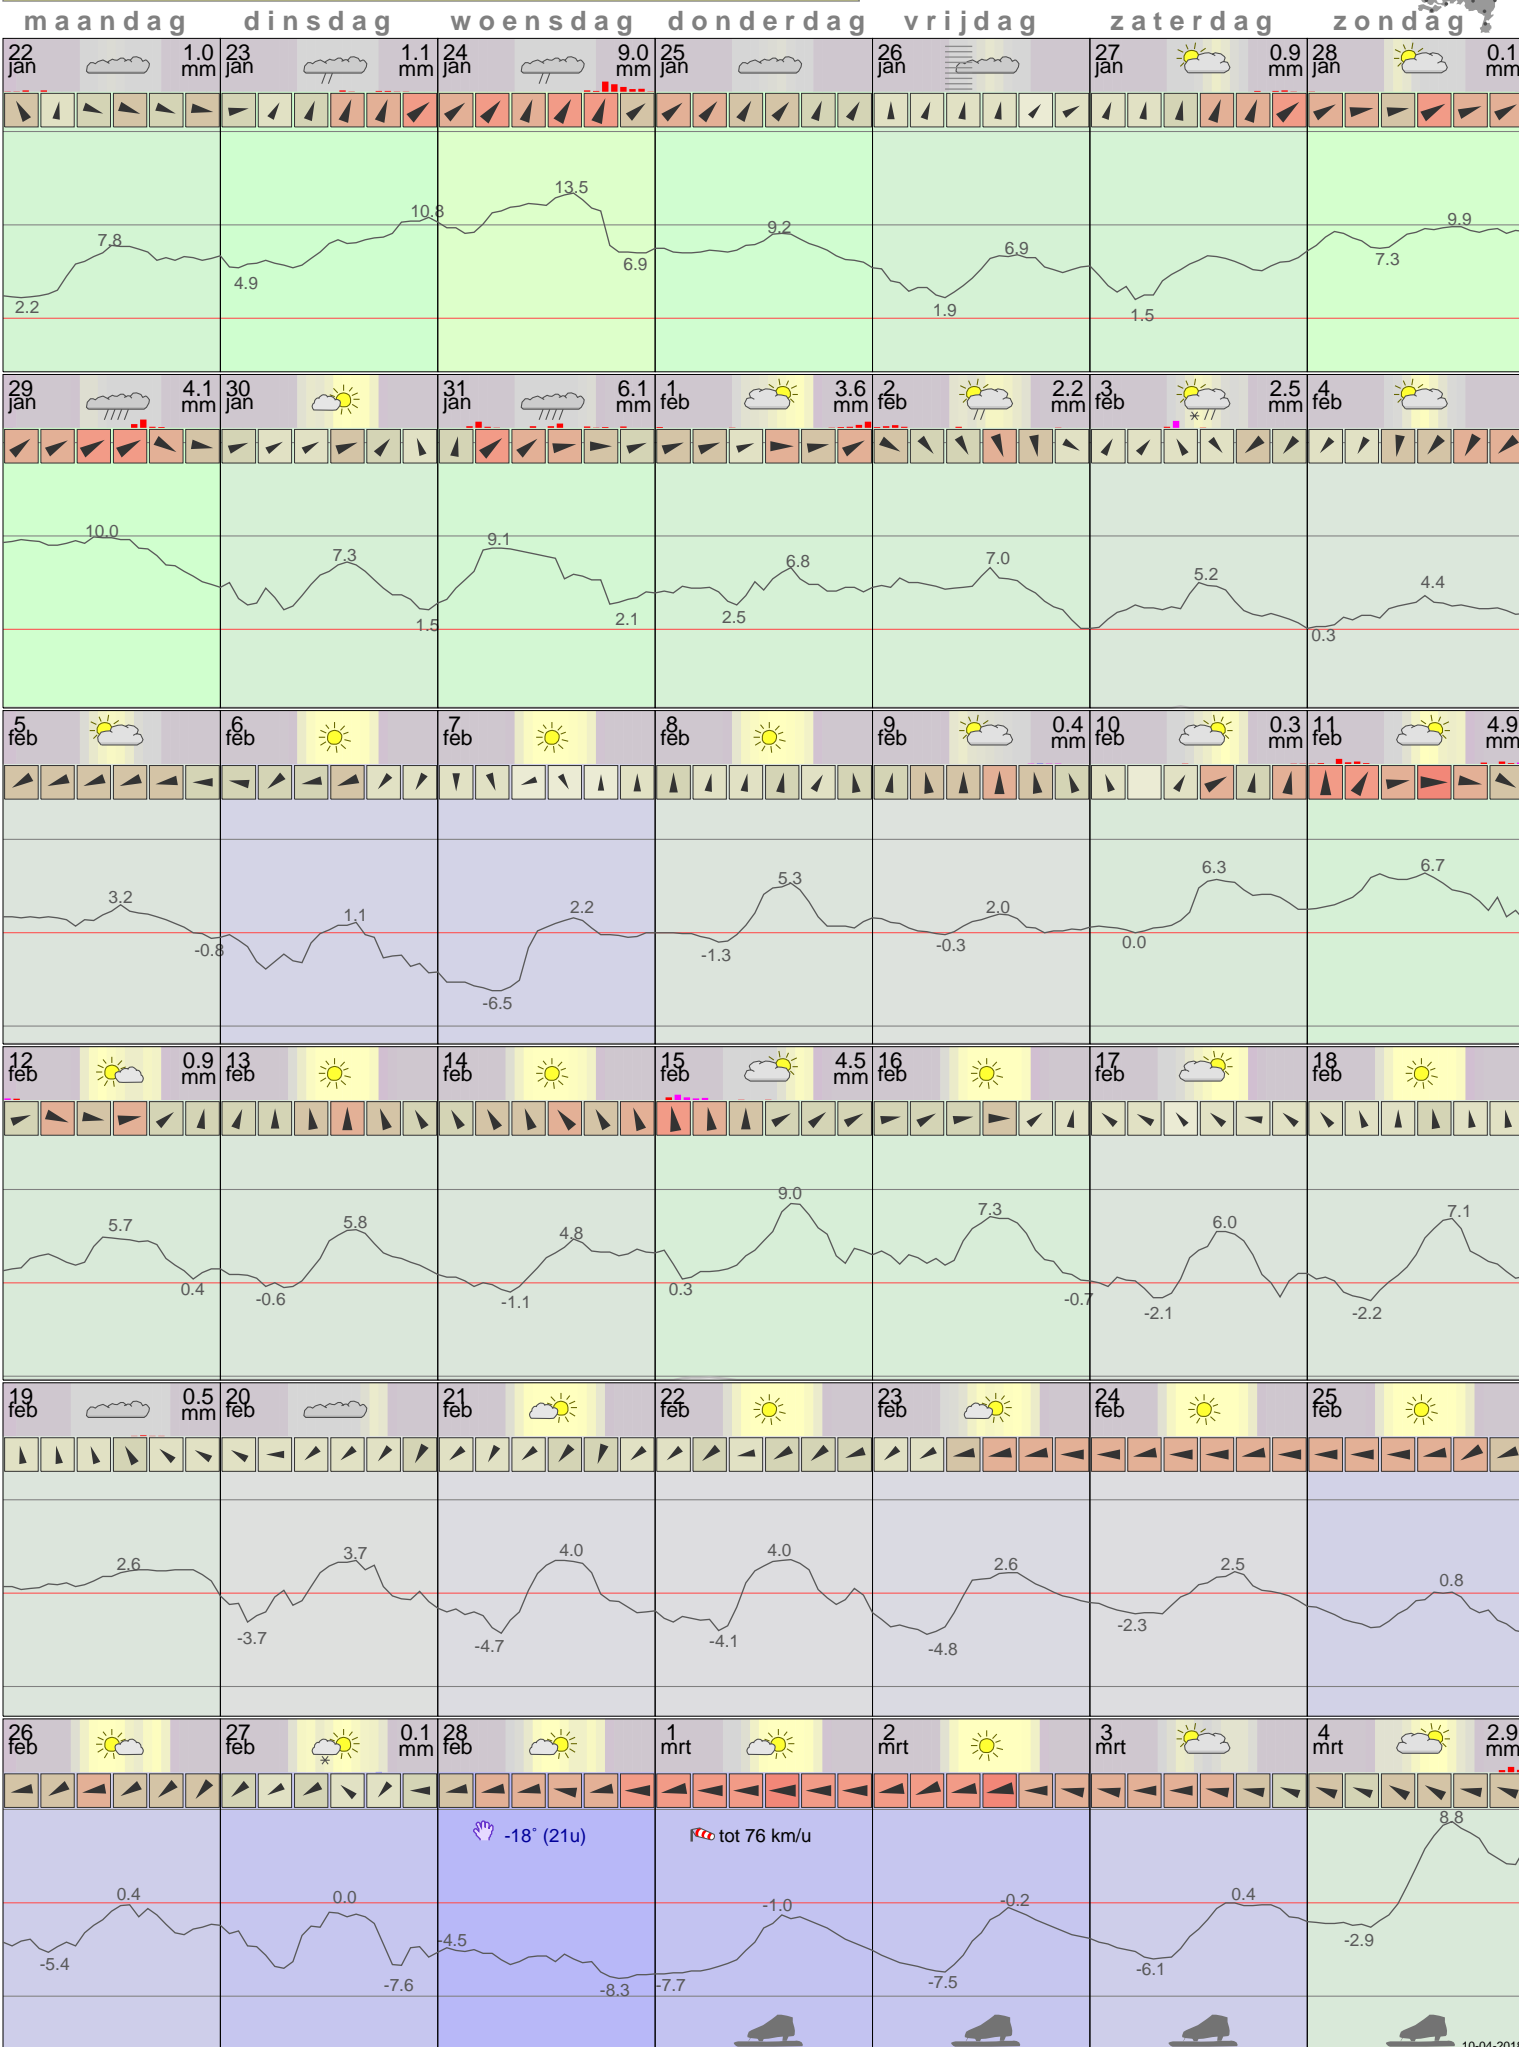 maandag dinsdag woensdag donderdag vrijdag zaterdag zondag
22 jan 1.0 mm 23 jan 1.1 mm 24 jan 9.0 mm 25 jan 26 jan 27 jan 0.9 mm 28 jan 0.1 mm
2.2 7.8 4.9 10.8 13.5 6.9 9.2 1.9 6.9 1.5 7.3 9.9
29 jan 4.1 mm 30 jan 31 jan 6.1 mm 1 feb 3.6 mm 2 feb 2.2 mm 3 feb 2.5 mm 4 feb
10.0 7.3 1.5 9.1 2.1 2.5 6.8 7.0 5.2 0.3 4.4
5 feb 6 feb 7 feb 8 feb 9 feb 0.4 mm 10 feb 0.3 mm 11 feb 4.9 mm
3.2 -0.8 1.1 -6.5 2.2 -1.3 5.3 -0.3 2.0 0.0 6.3 6.7
12 feb 0.9 mm 13 feb 14 feb 15 feb 4.5 mm 16 feb 17 feb 18 feb
5.7 0.4 -0.6 5.8 -1.1 4.8 0.3 9.0 7.3 -0.7 -2.1 6.0 -2.2 7.1
19 feb 0.5 mm 20 feb 21 feb 22 feb 23 feb 24 feb 25 feb
2.6 -3.7 3.7 -4.7 4.0 -4.1 4.0 -4.8 2.6 -2.3 2.5 0.8
26 feb 27 feb 0.1 mm 28 feb 1 mrt 2 mrt 3 mrt 4 mrt 2.9 mm
-18° (21u) tot 76 km/u
-5.4 0.4 0.0 -7.6 -4.5 -8.3 -7.7 -1.0 -7.5 -0.2 -6.1 0.4 -2.9 8.8
10-04-2018